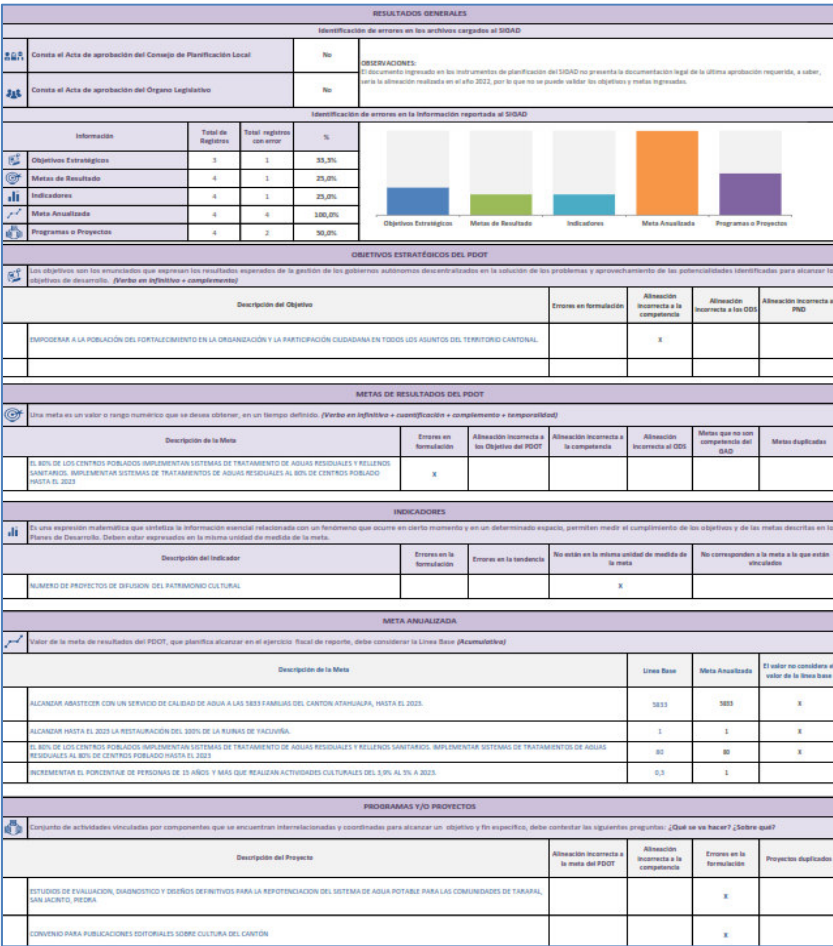 RESULTADOS GENERALES
Identificación de errores en los archivos cargados al SIGAD
Consta el Acta de aprobación del Consejo de Planificación Local
No
Consta el Acta de aprobación del Órgano Legislativo
No
OBSERVACIONES:
El documento ingresado en los instrumentos de planificación del SIGAD no presenta la documentación legal de la última aprobación requerida, a saber,
seria la alineación realizada en el año 2022, por lo que no se puede validar los objetivos y metas ingresadas.
Identificación de errores en la información reportada al SIGAD
Información
Total de
Registros
Total registros
con error
%
Objetivos Estratégicos 3 1 33,3%
Metas de Resultado 4 1 25,0%
Indicadores 4 1 25,0%
Meta Anualizada 4 4 100,0%
Programas o Proyectos 4 2 50,0%
Objetivos Estratégicos Metas de Resultado Indicadores Meta Anualizada Programas o Proyectos
OBJETIVOS ESTRATÉGICOS DEL PDOT
Los objetivos son los enunciados que expresan los resultados esperados de la gestión de los gobiernos autónomos descentralizados en la solución de los problemas y aprovechamiento de las potencialidades identificadas para alcanzar lo
objetivos de desarrollo. (Verbo en infinitivo + complemento)
Descripción del Objetivo
Errores en formulación
Alineación
incorrecta a la
competencia
Alineación
incorrecta a los ODS
Alineación incorrecta a
PND
EMPODERAR A LA POBLACIÓN DEL FORTALECIMIENTO EN LA ORGANIZACIÓN Y LA PARTICIPACIÓN CIUDADANA EN TODOS LOS ASUNTOS DEL TERRITORIO CANTONAL.
X
METAS DE RESULTADOS DEL PDOT
Una meta es un valor o rango numérico que se desea obtener, en un tiempo definido. (Verbo en infinitivo + cuantificación + complemento + temporalidad)
Descripción de la Meta
Errores en
formulación
Alineación incorrecta a
los Objetivo del PDOT
Alineación incorrecta a
la competencia
Alineación
incorrecta al ODS
Metas que no son
competencia del
GAD
Metas duplicadas
EL 80% DE LOS CENTROS POBLADOS IMPLEMENTAN SISTEMAS DE TRATAMIENTO DE AGUAS RESIDUALES Y RELLENOS
SANITARIOS. IMPLEMENTAR SISTEMAS DE TRATAMIENTOS DE AGUAS RESIDUALES AL 80% DE CENTROS POBLADO
HASTA EL 2023
X
INDICADORES
Es una expresión matemática que sintetiza la información esencial relacionada con un fenómeno que ocurre en cierto momento y en un determinado espacio, permiten medir el cumplimiento de los objetivos y de las metas descritas en lo
Planes de Desarrollo. Deben estar expresados en la misma unidad de medida de la meta.
Descripción del Indicador
Errores en la
formulación
Errores en la tendencia
No están en la misma unidad de medida de
la meta
No corresponden a la meta a la que están
vinculados
NUMERO DE PROYECTOS DE DIFUSION DEL PATRIMONIO CULTURAL
X
META ANUALIZADA
Valor de la meta de resultados del PDOT, que planifica alcanzar en el ejercicio fiscal de reporte, debe considerar la Linea Base (Acumulativa)
Descripción de la Meta
Linea Base
Meta Anualizada
El valor no considera el
valor de la línea base
ALCANZAR ABASTECER CON UN SERVICIO DE CALIDAD DE AGUA A LAS 5833 FAMILIAS DEL CANTON ATAHUALPA, HASTA EL 2023.
5833 5833 X
ALCANZAR HASTA EL 2023 LA RESTAURACIÓN DEL 100% DE LA RUINAS DE YACUVIÑA.
1 1 X
EL 80% DE LOS CENTROS POBLADOS IMPLEMENTAN SISTEMAS DE TRATAMIENTO DE AGUAS RESIDUALES Y RELLENOS SANITARIOS. IMPLEMENTAR SISTEMAS DE TRATAMIENTOS DE AGUAS
RESIDUALES AL 80% DE CENTROS POBLADO HASTA EL 2023
80 80 X
INCREMENTAR EL PORCENTAJE DE PERSONAS DE 15 AÑOS Y MAS QUE REALIZAN ACTIVIDADES CULTURALES DEL 3,9% AL 5% A 2023.
0,3 1
PROGRAMAS Y/O PROYECTOS
Conjunto de actividades vinculadas por componentes que se encuentran interrelacionadas y coordinadas para alcanzar un objetivo y fin específico, debe contestar las siguientes preguntas: ¿Qué se va hacer? ¿Sobre qué?
Descripción del Proyecto
Alineación incorrecta a
la meta del PDOT
Alineación
incorrecta a la
competencia
Errores en la
formulación
Proyectos duplicados
ESTUDIOS DE EVALUACION, DIAGNOSTICO Y DISEÑOS DEFINITIVOS PARA LA REPOTENCIACION DEL SISTEMA DE AGUA POTABLE PARA LAS COMUNIDADES DE TARAPAL,
SAN JACINTO, PIEDRA
X
CONVENIO PARA PUBLICACIONES EDITORIALES SOBRE CULTURA DEL CANTÓN
X